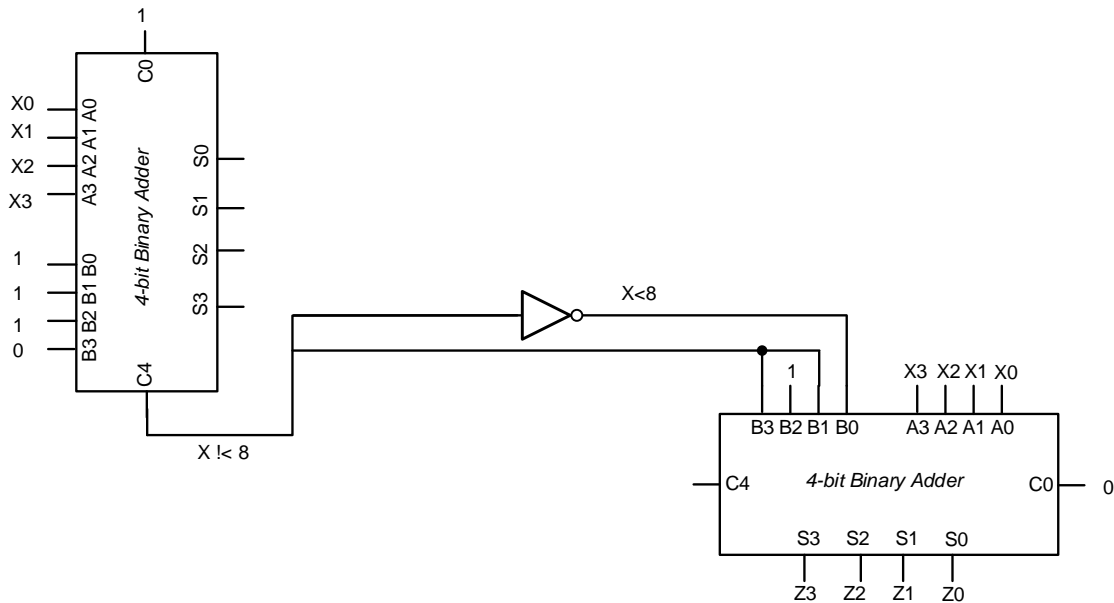 1
C0
X0
X1
X2
X3
A0
A1
A2
A3
1
1
1
0
B0
B1
B2
B3
4-bit Binary Adder
S0
S1
S2
S3
C4
X !< 8
X<8
1
X3 X2 X1 X0
B3 B2 B1 B0 A3 A2 A1 A0
C4 4-bit Binary Adder C0 0
S3 S2 S1 S0
Z3 Z2 Z1 Z0